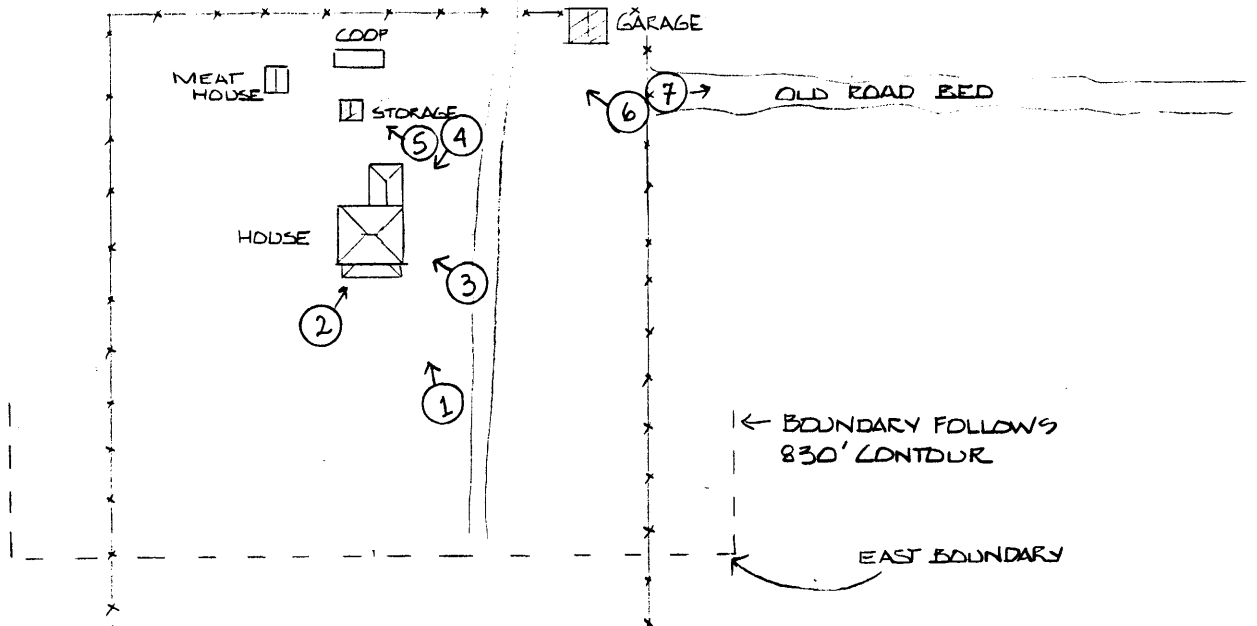 GARAGE
COOP
MEAT
HOUSE
STORAGE
7
OLD ROAD BED
6
5
4
HOUSE
3
2
1
← BOUNDARY FOLLOWS
830' CONTOUR
EAST BOUNDARY